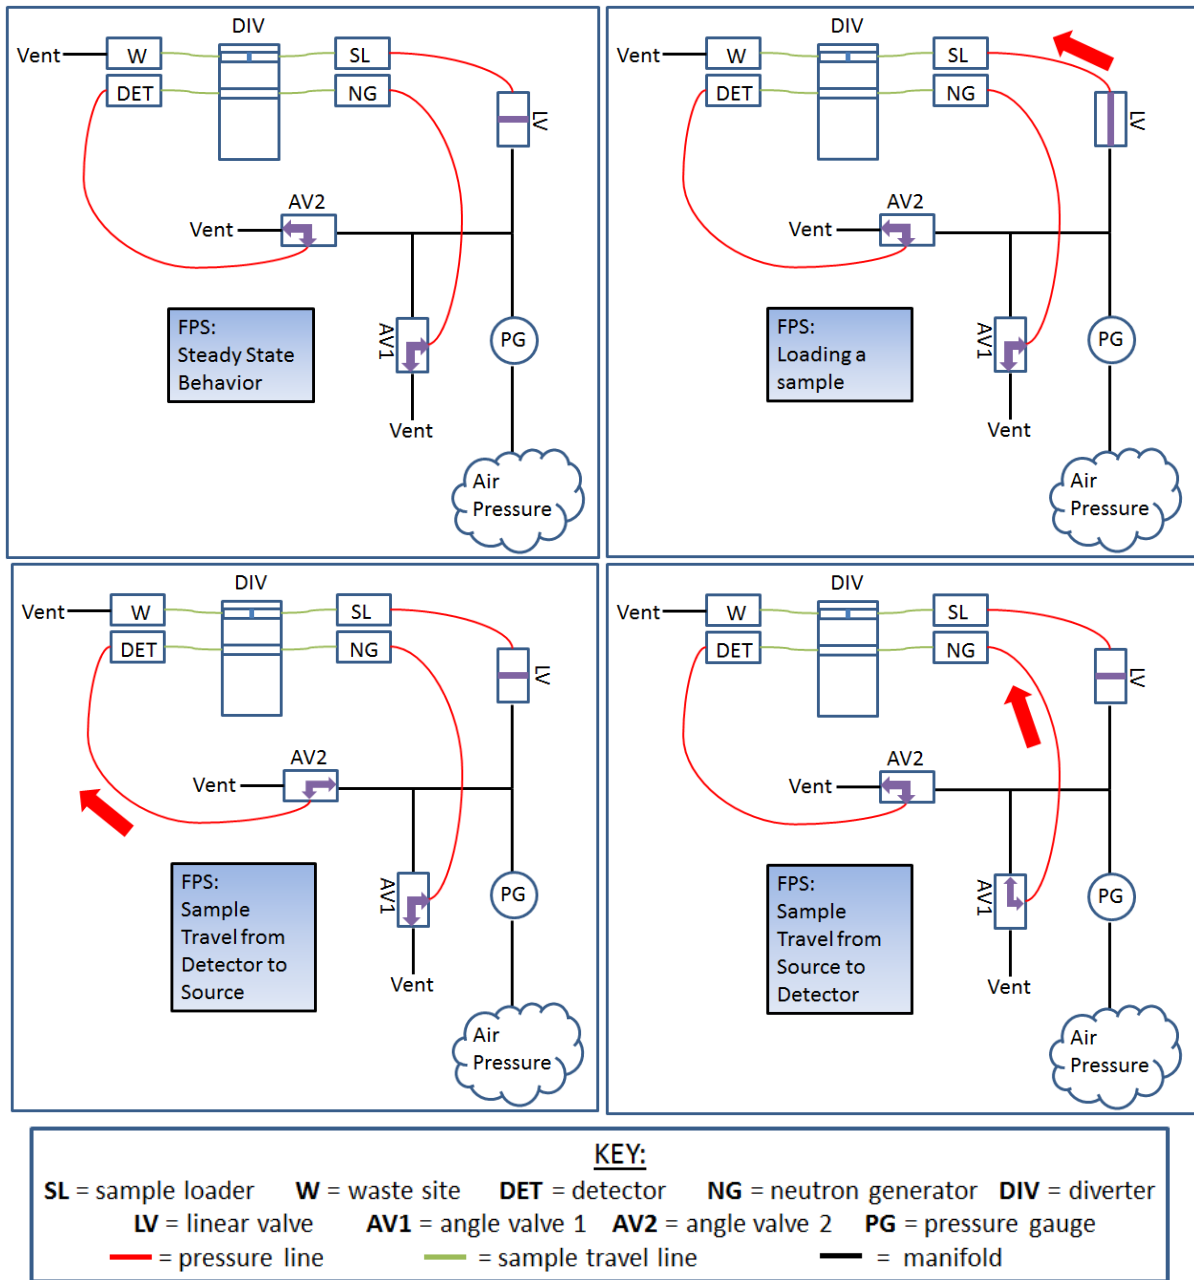 DIV
Vent
W
SL
DET
NG
LV
AV2
Vent
FPS:
Steady State
Behavior
AV1
PG
Vent
Air
Pressure
DIV
Vent
W
SL
DET
NG
LV
AV2
Vent
FPS:
Loading a
sample
AV1
PG
Vent
Air
Pressure
DIV
Vent
W
SL
DET
NG
LV
AV2
Vent
FPS:
Sample
Travel from
Detector to
Source
AV1
PG
Vent
Air
Pressure
DIV
Vent
W
SL
DET
NG
LV
AV2
Vent
FPS:
Sample
Travel from
Source to
Detector
AV1
PG
Vent
Air
Pressure
KEY:
SL = sample loader W = waste site DET = detector NG = neutron generator DIV = diverter
LV = linear valve AV1 = angle valve 1 AV2 = angle valve 2 PG = pressure gauge
= pressure line = sample travel line = manifold